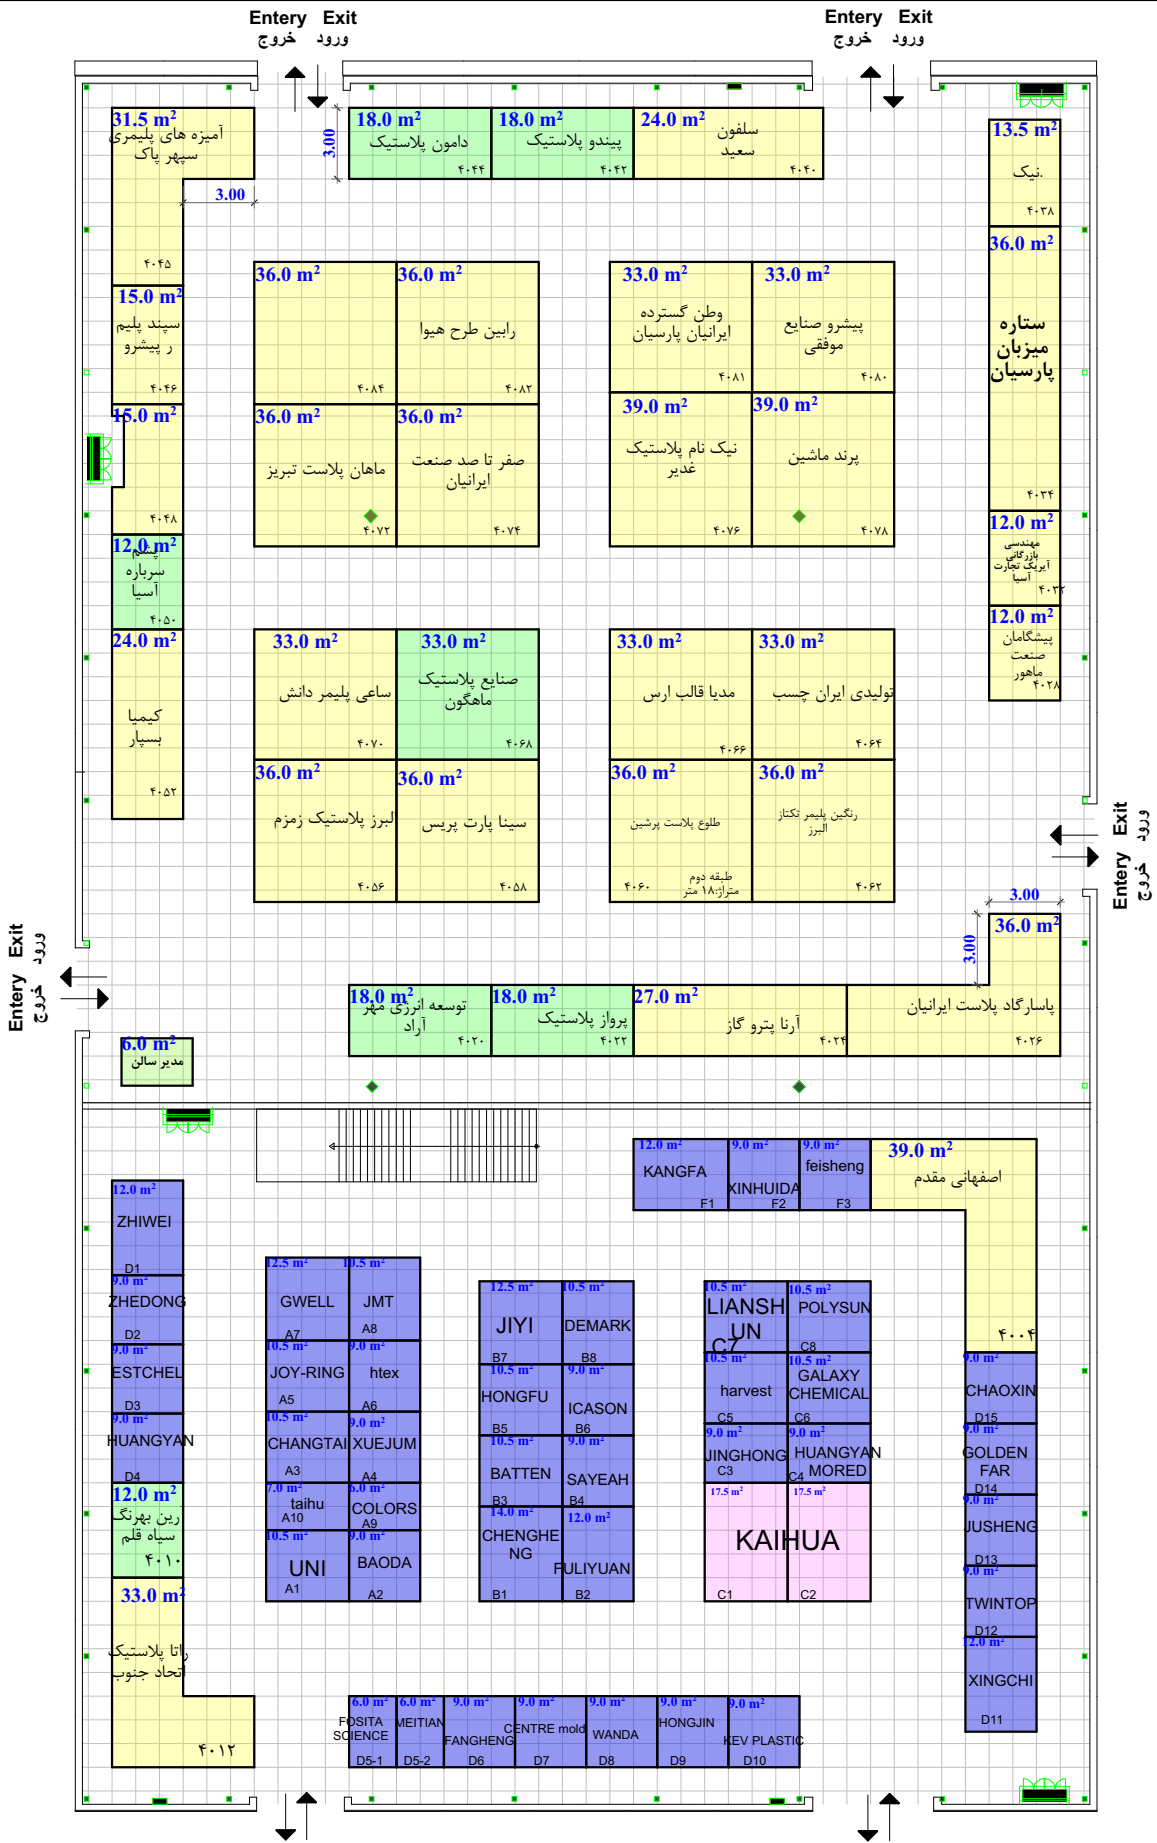 Entery Exit
خروج ورود
Entery Exit
خروج ورود
31.5 m²
آمیزه های پلیمری
سپهر پاک
۴۰۴۵
3.00
3.00
18.0 m²
دامون پلاستیک
۴۰۴۴
18.0 m²
پیندو پلاستیک
۴۰۴۲
24.0 m²
سلفون
سعید
۴۰۴۰
13.5 m²
نیک.
۴۰۳۸
36.0 m²
ستاره
میزبان
پارسیان
۴۰۳۴
15.0 m²
سپند پلیم
ر پیشرو
۴۰۴۶
15.0 m²
۴۰۴۸
12.0 m²
پشم
سرباره
آسیا
۴۰۵۰
24.0 m²
کیمیا
بسپار
۴۰۵۲
36.0 m²
۴۰۸۴
36.0 m²
رابین طرح هیوا
۴۰۸۲
33.0 m²
وطن گسترده
ایرانیان پارسیان
۴۰۸۱
33.0 m²
پیشرو صنایع
موفقی
۴۰۸۰
36.0 m²
ماهان پلاست تبریز
۴۰۷۲
36.0 m²
صفر تا صد صنعت
ایرانیان
۴۰۷۴
39.0 m²
نیک نام پلاستیک
غدیر
۴۰۷۶
39.0 m²
پرند ماشین
۴۰۷۸
12.0 m²
مهندسی
بازرگانی
آیریک تجارت
آسیا
۴۰۳۲
12.0 m²
پیشگامان
صنعت
ماهور
۴۰۲۸
33.0 m²
ساعی پلیمر دانش
۴۰۷۰
33.0 m²
صنایع پلاستیک
ماهگون
۴۰۶۸
33.0 m²
مدیا قالب ارس
۴۰۶۶
33.0 m²
تولیدی ایران چسب
۴۰۶۴
36.0 m²
البرز پلاستیک زمزم
۴۰۵۶
36.0 m²
سینا پارت پریس
۴۰۵۸
36.0 m²
طلوع پلاست پرشین
طبقه دوم
متراژ:۱۸ متر
۴۰۶۰
36.0 m²
رنگین پلیمر تکتاز
البرز
۴۰۶۲
Entery Exit
خروج ورود
Entery Exit
خروج ورود
3.00
3.00
36.0 m²
پاسارگاد پلاست ایرانیان
۴۰۲۶
18.0 m²
توسعه انرژی مهر
آراد
۴۰۲۰
18.0 m²
پرواز پلاستیک
۴۰۲۲
27.0 m²
آرنا پترو گاز
۴۰۲۴
6.0 m²
مدیر سالن
12.0 m²
KANGFA
F1
9.0 m²
XINHUIDA
F2
9.0 m²
feisheng
F3
39.0 m²
اصفهانی مقدم
۴۰۰۴
12.0 m²
ZHIWEI
D1
9.0 m²
ZHEDONG
D2
9.0 m²
ESTCHEL
D3
9.0 m²
HUANGYAN
D4
12.0 m²
رین بهرنگ
سیاه قلم
۴۰۱۰
33.0 m²
راتا پلاستیک
اتحاد جنوب
۴۰۱۲
12.5 m²
GWELL
A7
10.5 m²
JMT
A8
10.5 m²
JOY-RING
A5
9.0 m²
htex
A6
10.5 m²
CHANGTAI
A3
9.0 m²
XUEJUM
A4
7.0 m²
taihu
A10
6.0 m²
COLORS
A9
10.5 m²
UNI
A1
9.0 m²
BAODA
A2
12.5 m²
JIYI
B7
10.5 m²
DEMARK
B8
10.5 m²
HONGFU
B5
9.0 m²
ICASON
B6
10.5 m²
BATTEN
B3
9.0 m²
SAYEAH
B4
14.0 m²
CHENGHE
NG
B1
12.0 m²
FULIYUAN
B2
10.5 m²
LIANSH
UN
C7
10.5 m²
POLYSUN
C8
10.5 m²
harvest
C5
10.5 m²
GALAXY
CHEMICAL
C6
9.0 m²
JINGHONG
C3
9.0 m²
HUANGYAN
MORED
C4
17.5 m²
17.5 m²
KAIHUA
C1
C2
9.0 m²
CHAOXIN
D15
9.0 m²
GOLDEN
FAR
D14
9.0 m²
JUSHENG
D13
9.0 m²
TWINTOP
D12
12.0 m²
XINGCHI
D11
6.0 m²
FOSITA
SCIENCE
D5-1
6.0 m²
MEITIAN
D5-2
9.0 m²
FANGHENG
D6
9.0 m²
CENTRE mold
D7
9.0 m²
WANDA
D8
9.0 m²
HONGJIN
D9
9.0 m²
KEV PLASTIC
D10